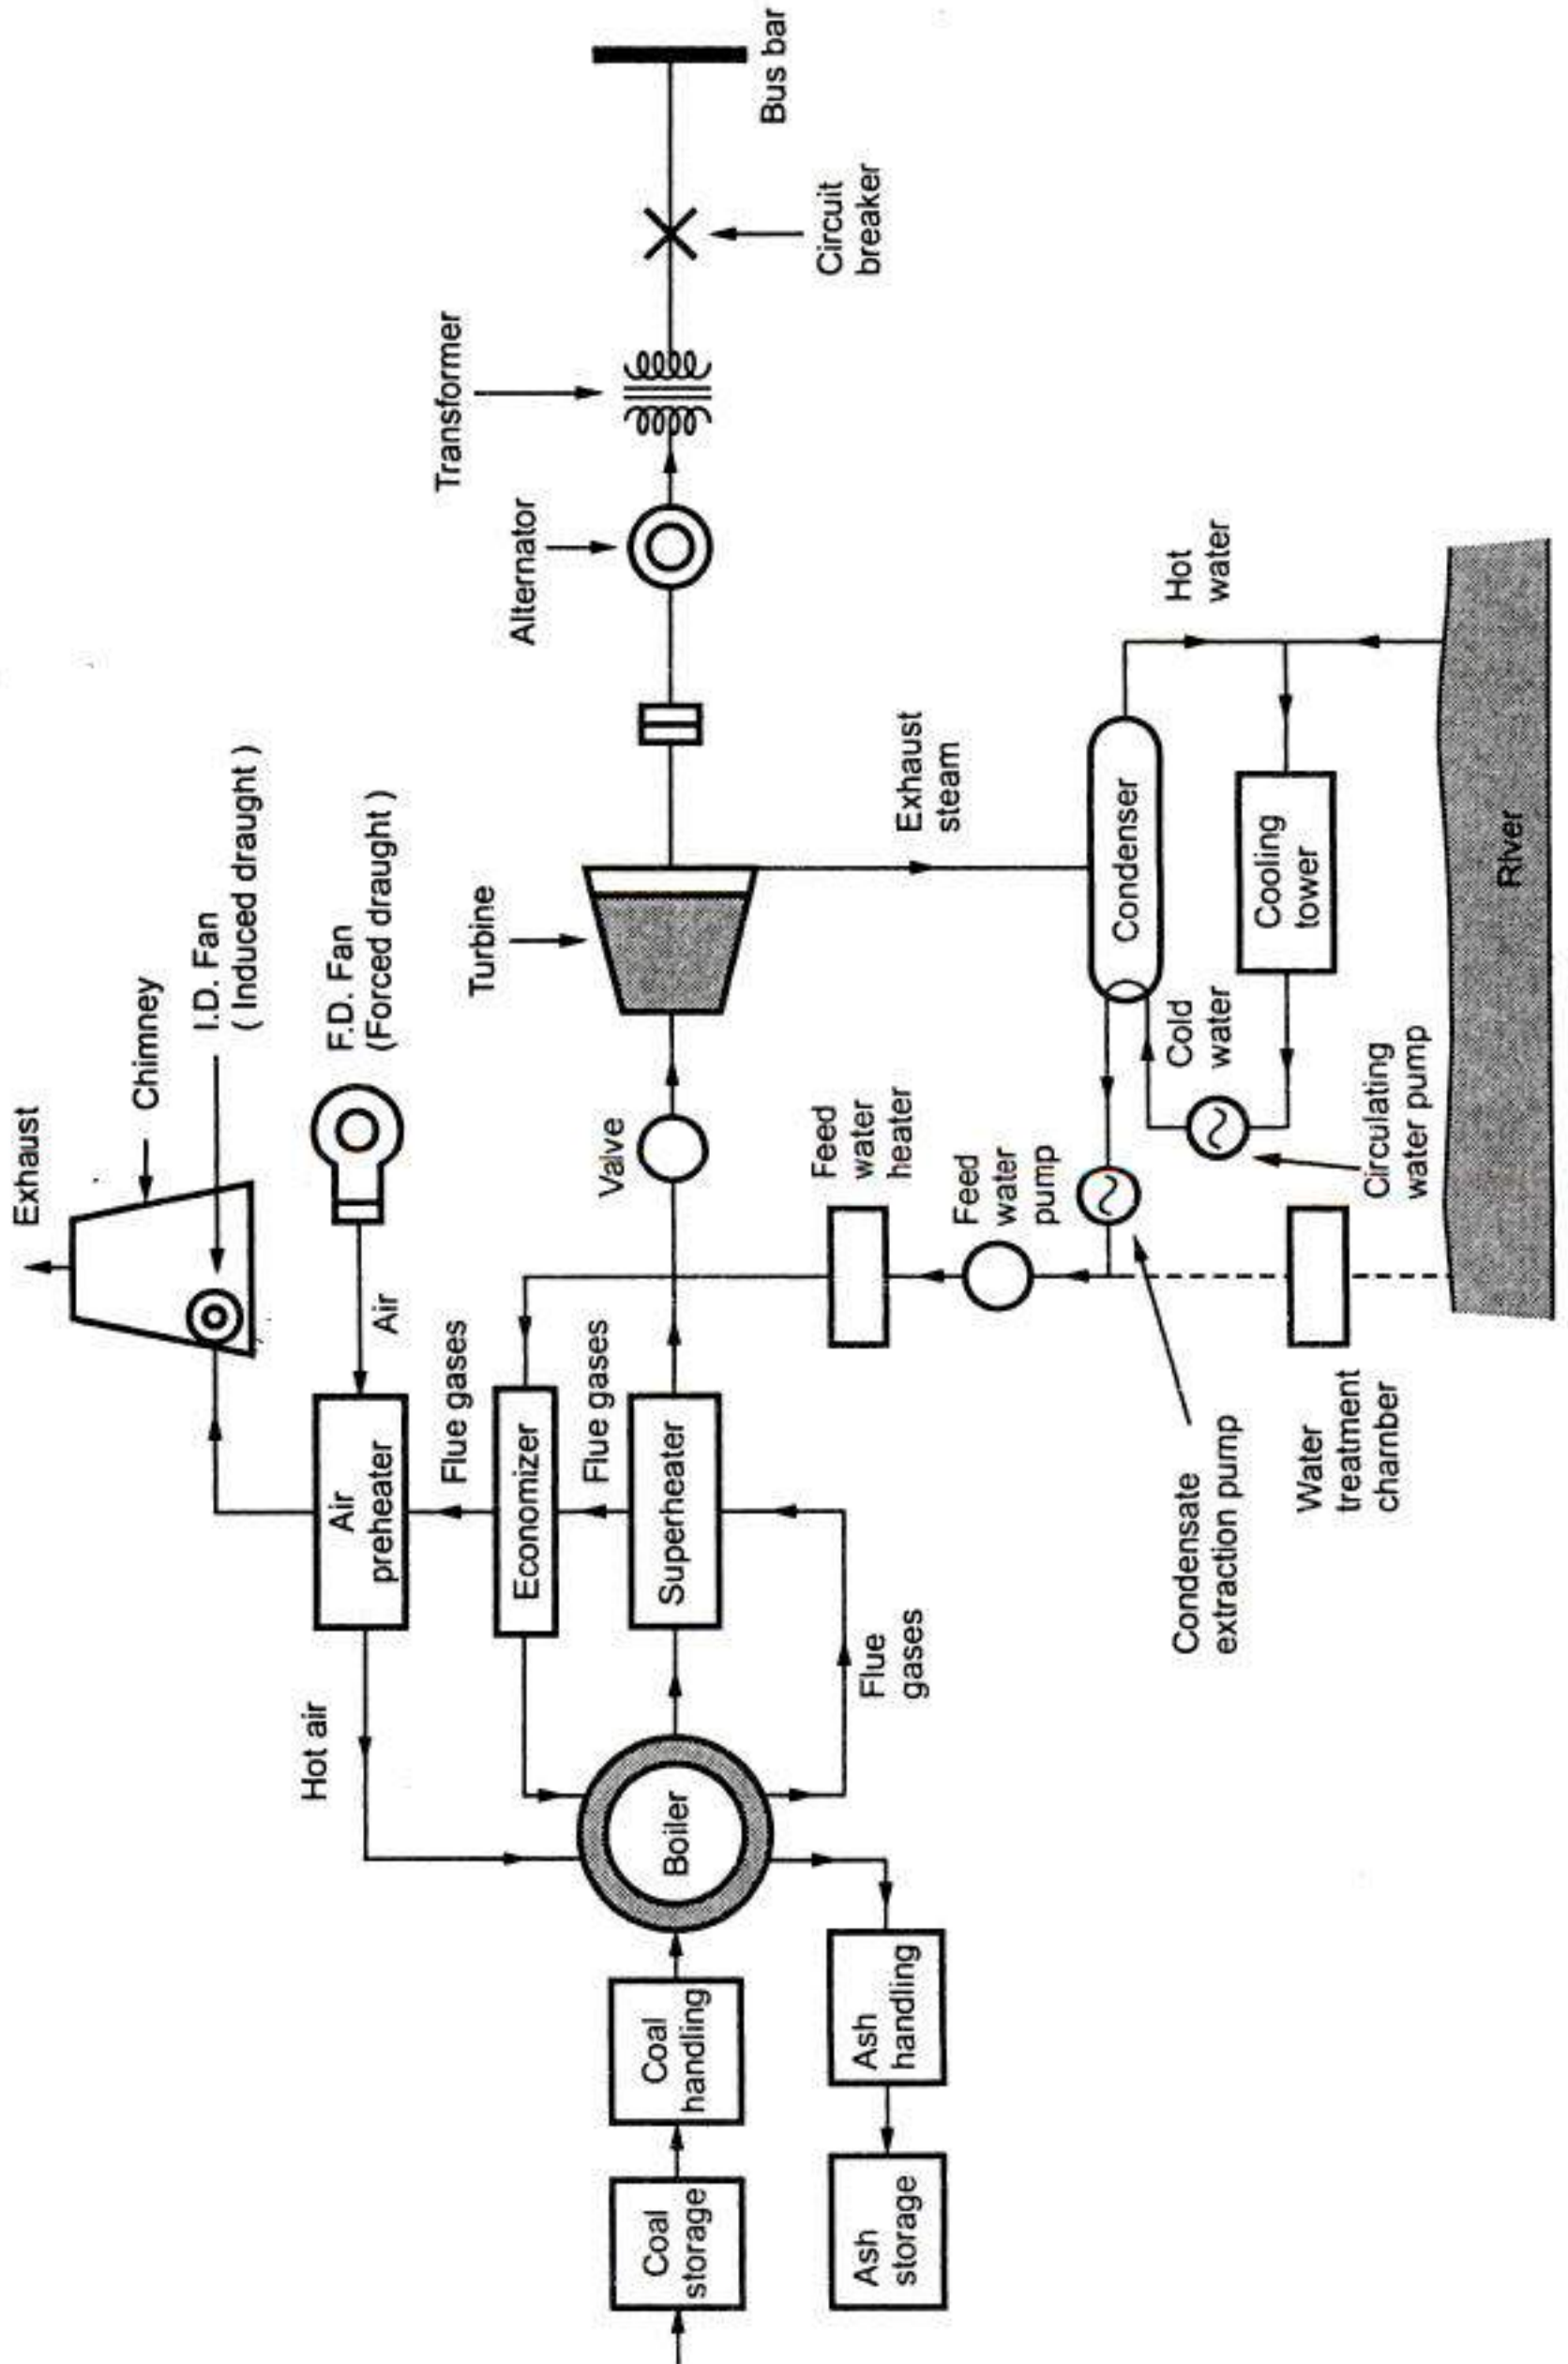 Exhaust
Chimney
I.D. Fan
( Induced draught )
F.D. Fan
(Forced draught )
Air
Air
preheater
Hot air
Flue gases
Economizer
Flue gases
Superheater
Flue
gases
Boiler
Coal
storage
Coal
handling
Ash
storage
Ash
handling
Valve
Turbine
Alternator
Transformer
Circuit
breaker
Bus bar
Exhaust
steam
Feed
water
heater
Feed
water
pump
Condenser
Hot
water
Cold
water
Cooling
tower
Circulating
water pump
Condensate
extraction pump
Water
treatment
chamber
River